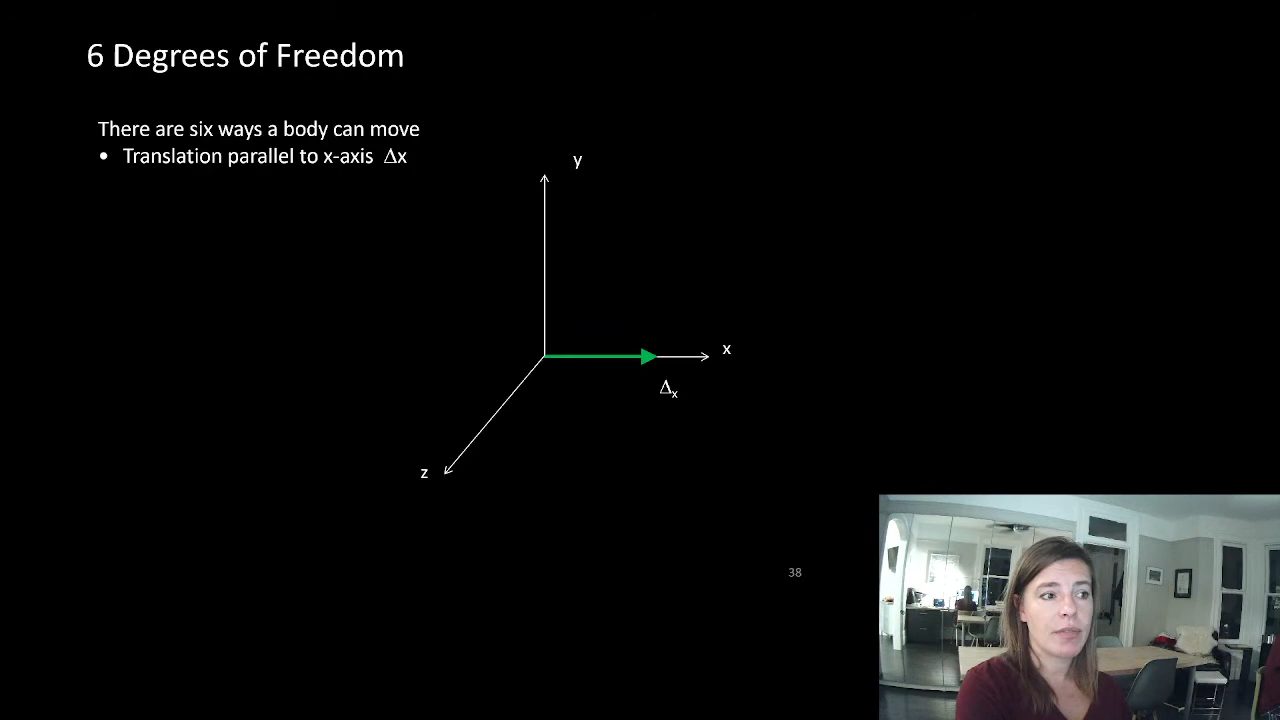 6 Degrees of Freedom
There are six ways a body can move
• Translation parallel to x-axis Δx
y
x
Δx
z
38